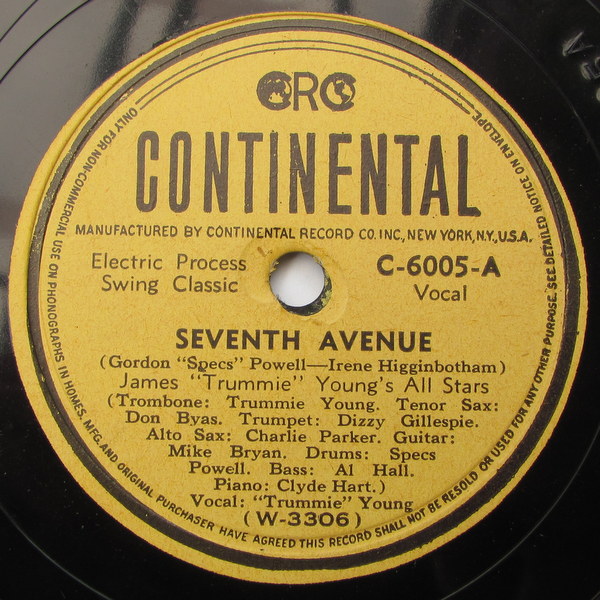 CRC
CONTINENTAL
MANUFACTURED BY CONTINENTAL RECORD CO. INC., NEW YORK, N.Y., U.S.A.
Electric Process
Swing Classic
C-6005-A
Vocal
SEVENTH AVENUE
(Gordon "Specs" Powell—Irene Higginbotham)
James "Trummie" Young's All Stars
(Trombone: Trummie Young. Tenor Sax:
Don Byas. Trumpet: Dizzy Gillespie.
Alto Sax: Charlie Parker. Guitar:
Mike Bryan. Drums: Specs
Powell. Bass: Al Hall.
Piano: Clyde Hart.)
Vocal: "Trummie" Young
(W-3306)
ONLY FOR NON-COMMERCIAL USE ON PHONOGRAPHS IN HOMES. MFG. AND ORIGINAL PURCHASER HAVE AGREED THIS RECORD SHALL NOT BE RESOLD OR USED FOR ANY OTHER PURPOSE. SEE DETAILED NOTICE ON ENVELOPE